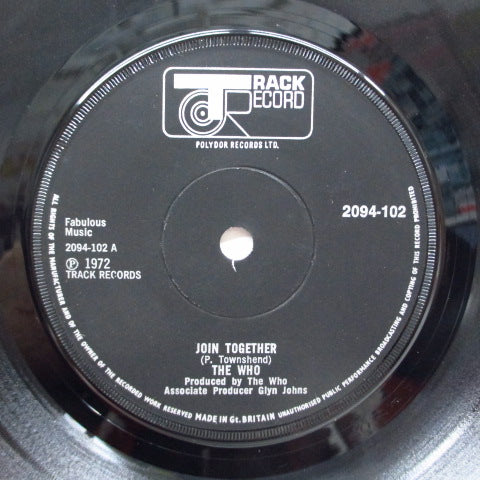 TRACK
RECORD
POLYDOR RECORDS LTD.
Fabulous
Music
2094-102 A
℗ 1972
TRACK RECORDS
2094-102
JOIN TOGETHER
(P. Townshend)
THE WHO
Produced by The Who
Associate Producer Glyn Johns
ALL RIGHTS OF THE MANUFACTURER AND OF THE OWNER OF THE RECORDED WORK RESERVED MADE IN Gt. BRITAIN UNAUTHORISED PUBLIC PERFORMANCE BROADCASTING AND COPYING OF THIS RECORD PROHIBITED